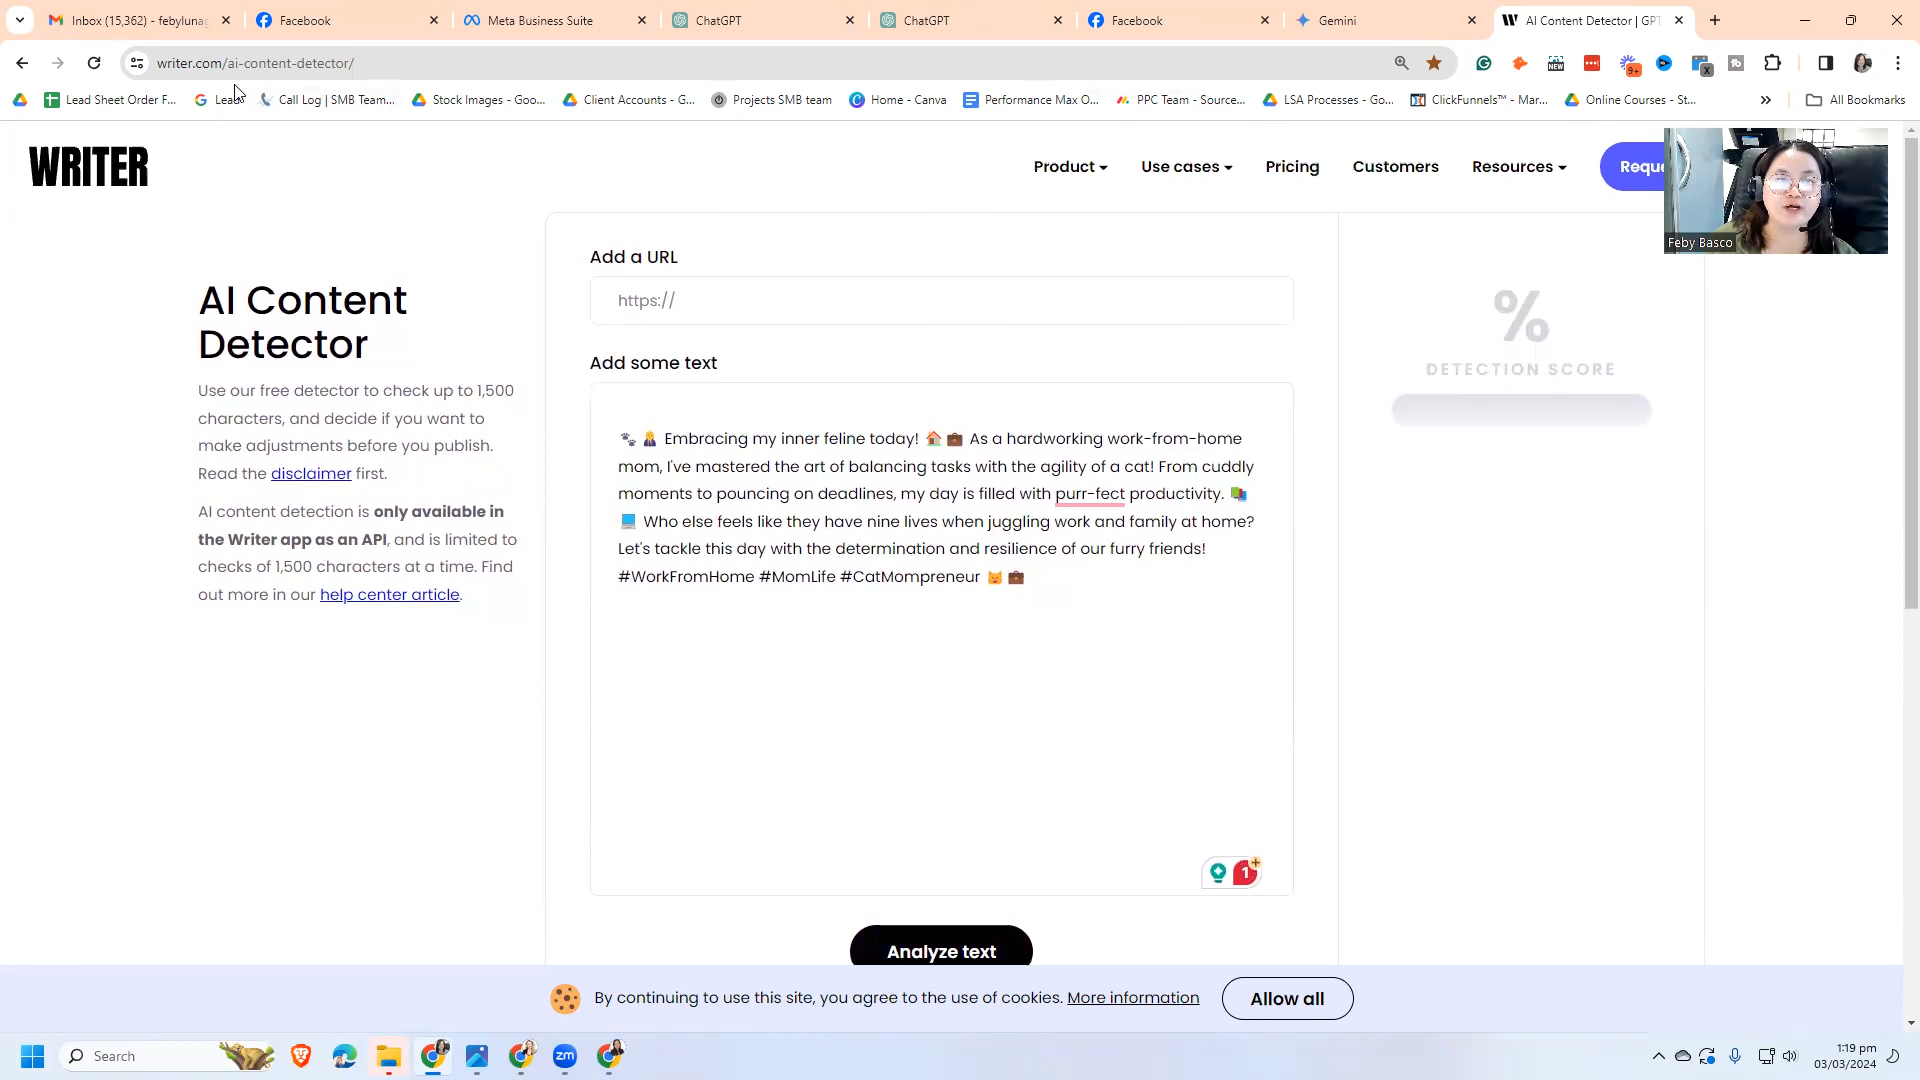 Inbox (15,362) - febyluna
Facebook
Meta Business Suite
ChatGPT
ChatGPT
Facebook
Gemini
AI Content Detector | GPT
writer.com/ai-content-detector/
NEW
9+
X
Lead Sheet Order F...
Leads
Call Log | SMB Team...
Stock Images - Goo...
Client Accounts - G...
Projects SMB team
Home - Canva
Performance Max O...
PPC Team - Source...
LSA Processes - Go...
ClickFunnels™ - Mar...
Online Courses - St...
All Bookmarks
WRITER
Product
Use cases
Pricing
Customers
Resources
Reque
Feby Basco
AI Content
Detector
Use our free detector to check up to 1,500
characters, and decide if you want to
make adjustments before you publish.
Read the disclaimer first.
AI content detection is only available in
the Writer app as an API, and is limited to
checks of 1,500 characters at a time. Find
out more in our help center article.
Add a URL
https://
Add some text
🐾 👩‍💼 Embracing my inner feline today! 🏠 💼 As a hardworking work-from-home
mom, I've mastered the art of balancing tasks with the agility of a cat! From cuddly
moments to pouncing on deadlines, my day is filled with purr-fect productivity. 📚
💻 Who else feels like they have nine lives when juggling work and family at home?
Let's tackle this day with the determination and resilience of our furry friends!
#WorkFromHome #MomLife #CatMompreneur 🐱 💼
1
Analyze text
%
DETECTION SCORE
By continuing to use this site, you agree to the use of cookies. More information
Allow all
Search
zm
1:19 pm
03/03/2024